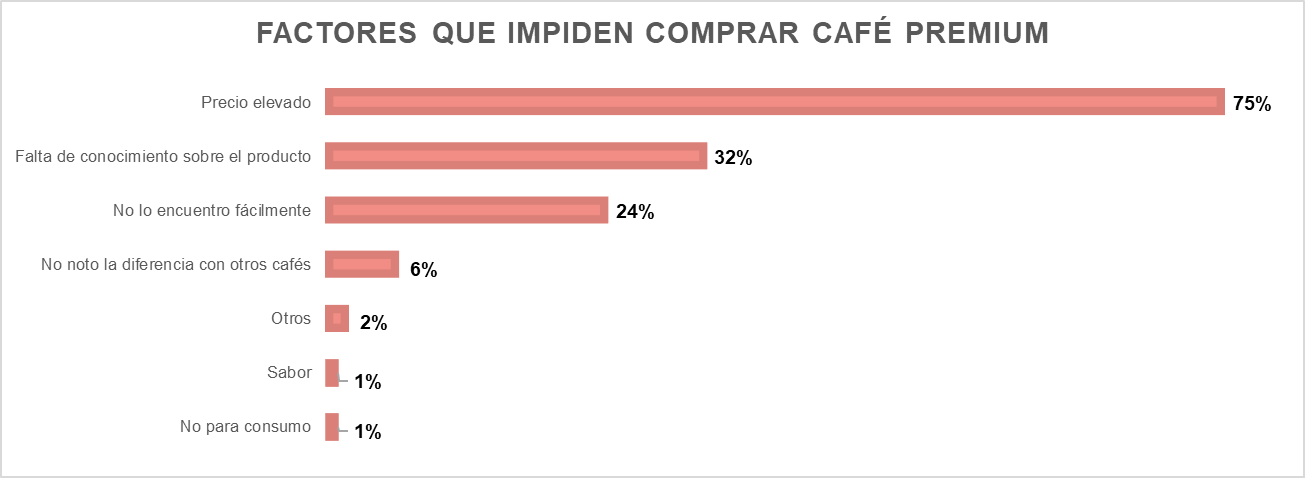 FACTORES QUE IMPIDEN COMPRAR CAFÉ PREMIUM
Precio elevado 75%
Falta de conocimiento sobre el producto 32%
No lo encuentro fácilmente 24%
No noto la diferencia con otros cafés 6%
Otros 2%
Sabor 1%
No para consumo 1%